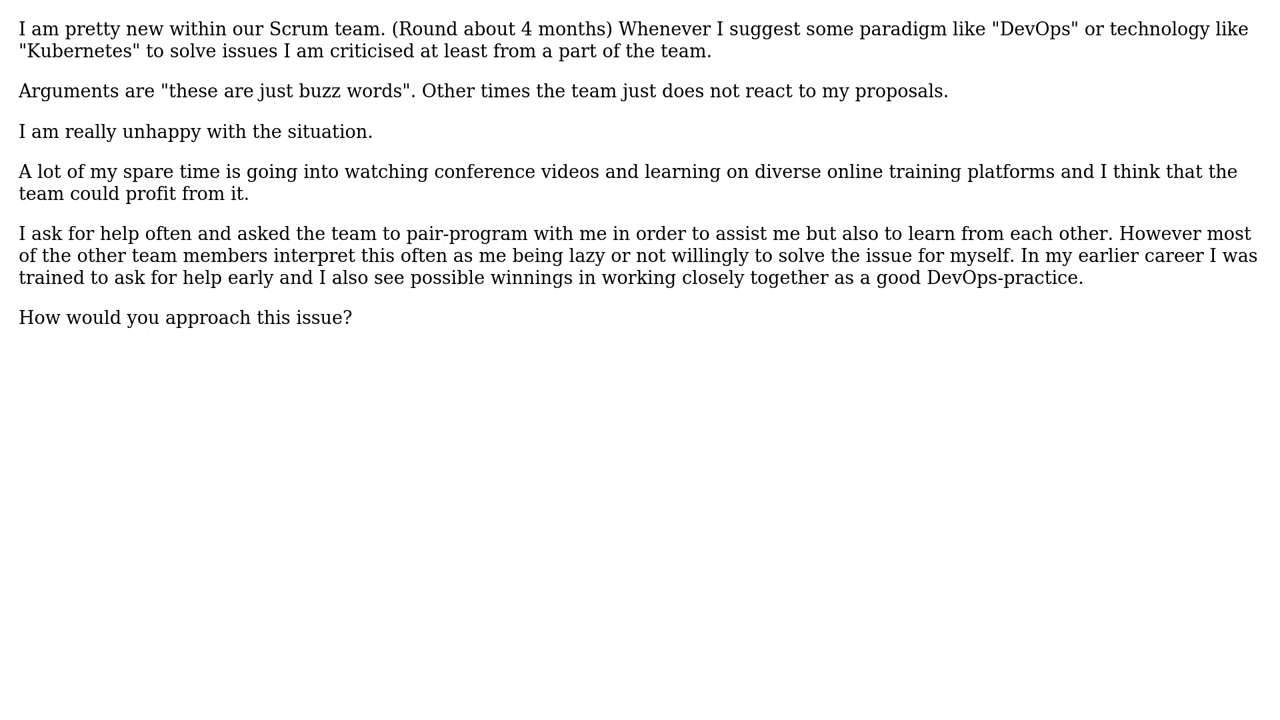 I am pretty new within our Scrum team. (Round about 4 months) Whenever I suggest some paradigm like "DevOps" or technology like
"Kubernetes" to solve issues I am criticised at least from a part of the team.
Arguments are "these are just buzz words". Other times the team just does not react to my proposals.
I am really unhappy with the situation.
A lot of my spare time is going into watching conference videos and learning on diverse online training platforms and I think that the
team could profit from it.
I ask for help often and asked the team to pair-program with me in order to assist me but also to learn from each other. However most
of the other team members interpret this often as me being lazy or not willingly to solve the issue for myself. In my earlier career I was
trained to ask for help early and I also see possible winnings in working closely together as a good DevOps-practice.
How would you approach this issue?